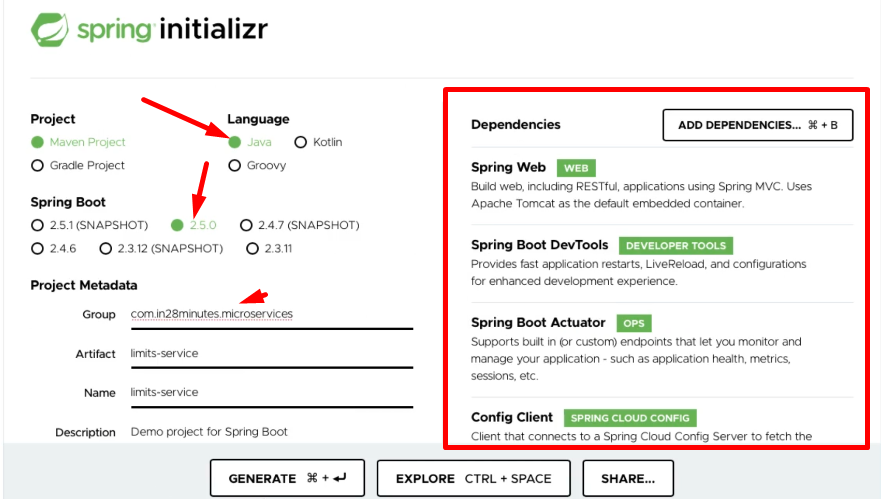 spring initializr
Project
Maven Project
Gradle Project
Language
Java Kotlin
Groovy
Spring Boot
2.5.1 (SNAPSHOT) 2.5.0 2.4.7 (SNAPSHOT)
2.4.6 2.3.12 (SNAPSHOT) 2.3.11
Project Metadata
Group com.in28minutes.microservices
Artifact limits-service
Name limits-service
Description Demo project for Spring Boot
Dependencies ADD DEPENDENCIES... ⌘ + B
Spring Web WEB
Build web, including RESTful, applications using Spring MVC. Uses
Apache Tomcat as the default embedded container.
Spring Boot DevTools DEVELOPER TOOLS
Provides fast application restarts, LiveReload, and configurations
for enhanced development experience.
Spring Boot Actuator OPS
Supports built in (or custom) endpoints that let you monitor and
manage your application - such as application health, metrics,
sessions, etc.
Config Client SPRING CLOUD CONFIG
Client that connects to a Spring Cloud Config Server to fetch the
GENERATE ⌘ + ↵ EXPLORE CTRL + SPACE SHARE...